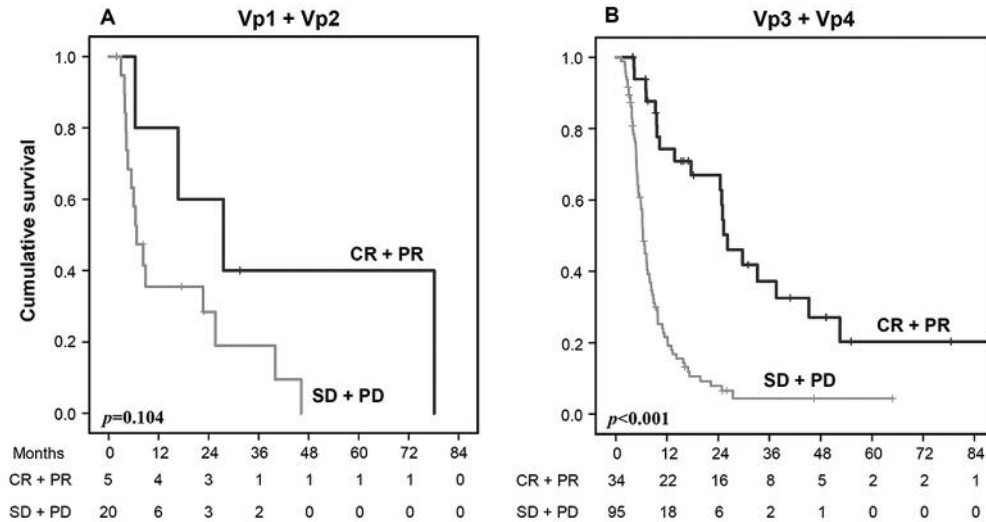 A Vp1 + Vp2
B Vp3 + Vp4
Cumulative survival
1.0
0.8
0.6
0.4
0.2
0.0
CR + PR
SD + PD
p=0.104
1.0
0.8
0.6
0.4
0.2
0.0
CR + PR
SD + PD
p<0.001
Months 0 12 24 36 48 60 72 84
CR + PR 5 4 3 1 1 1 1 0
SD + PD 20 6 3 2 0 0 0 0
0 12 24 36 48 60 72 84
CR + PR 34 22 16 8 5 2 2 1
SD + PD 95 18 6 2 1 0 0 0